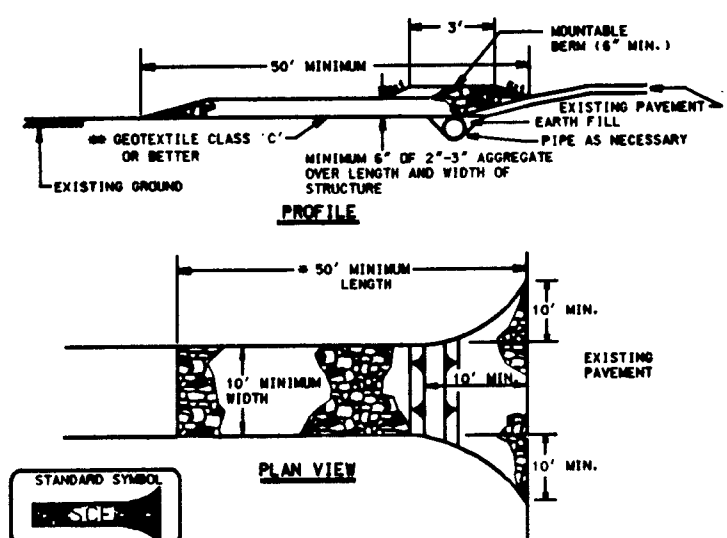 3'
MOUNTABLE
BERM (6" MIN.)
50' MINIMUM
EXISTING PAVEMENT
** GEOTEXTILE CLASS 'C'
OR BETTER
EARTH FILL
PIPE AS NECESSARY
MINIMUM 6" OF 2"-3" AGGREGATE
OVER LENGTH AND WIDTH OF
STRUCTURE
EXISTING GROUND
PROFILE
* 50' MINIMUM
LENGTH
10' MIN.
EXISTING
PAVEMENT
10' MINIMUM
WIDTH
10' MIN.
10' MIN.
PLAN VIEW
STANDARD SYMBOL
SCE